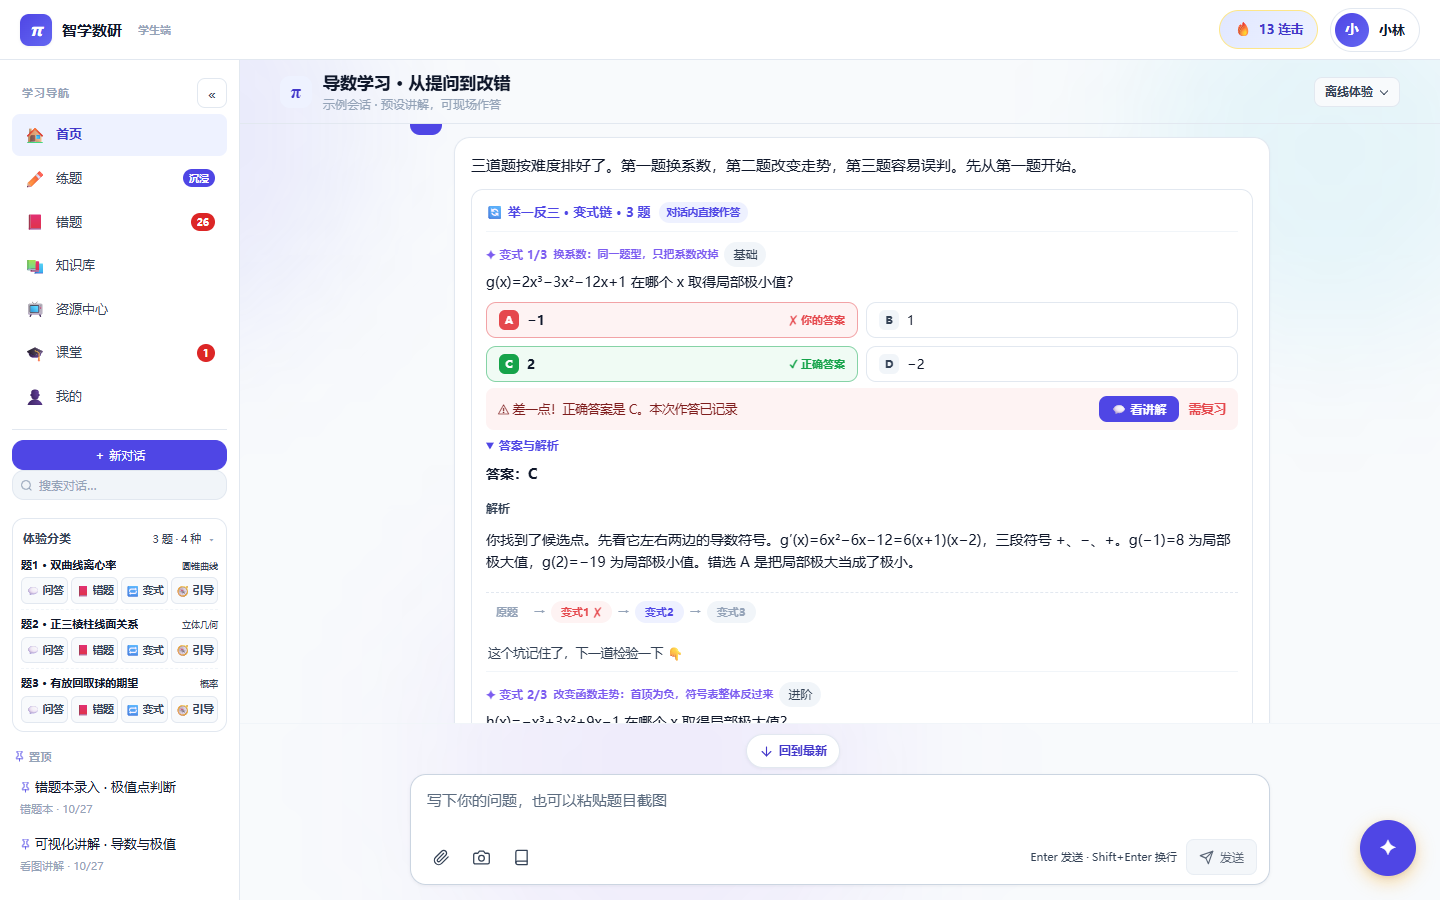 π 智学数研 学生端
13 连击
小 小林
学习导航 «
首页
练题 沉浸
错题 26
知识库
资源中心
课堂 1
我的
+ 新对话
搜索对话...
体验分类 3 题 · 4 种
题1 • 双曲线离心率 圆锥曲线
问答 错题 变式 引导
题2 • 正三棱柱线面关系 立体几何
问答 错题 变式 引导
题3 • 有放回取球的期望 概率
问答 错题 变式 引导
置顶
错题本录入 · 极值点判断
错题本 · 10/27
可视化讲解 · 导数与极值
看图讲解 · 10/27
π 导数学习 • 从提问到改错
示例会话 · 预设讲解，可现场作答
离线体验
三道题按难度排好了。第一题换系数，第二题改变走势，第三题容易误判。先从第一题开始。
举一反三 • 变式链 • 3 题 对话内直接作答
✦ 变式 1/3 换系数：同一题型，只把系数改掉 基础
g(x)=2x³−3x²−12x+1 在哪个 x 取得局部极小值？
A −1 ✗ 你的答案
B 1
C 2 ✓ 正确答案
D −2
⚠ 差一点！正确答案是 C。本次作答已记录 看讲解 需复习
▼ 答案与解析
答案：C
解析
你找到了候选点。先看它左右两边的导数符号。g′(x)=6x²−6x−12=6(x+1)(x−2)，三段符号 +、−、+。g(−1)=8 为局部
极大值，g(2)=−19 为局部极小值。错选 A 是把局部极大当成了极小。
原题 → 变式1 ✗ → 变式2 → 变式3
这个坑记住了，下一道检验一下 👇
✦ 变式 2/3 改变函数走势：首项为负，符号表整体反过来 进阶
h(x)=−x³+3x²+9x−1 在哪个 x 取得局部极大值？
↓ 回到最新
写下你的问题，也可以粘贴题目截图
Enter 发送 · Shift+Enter 换行 发送